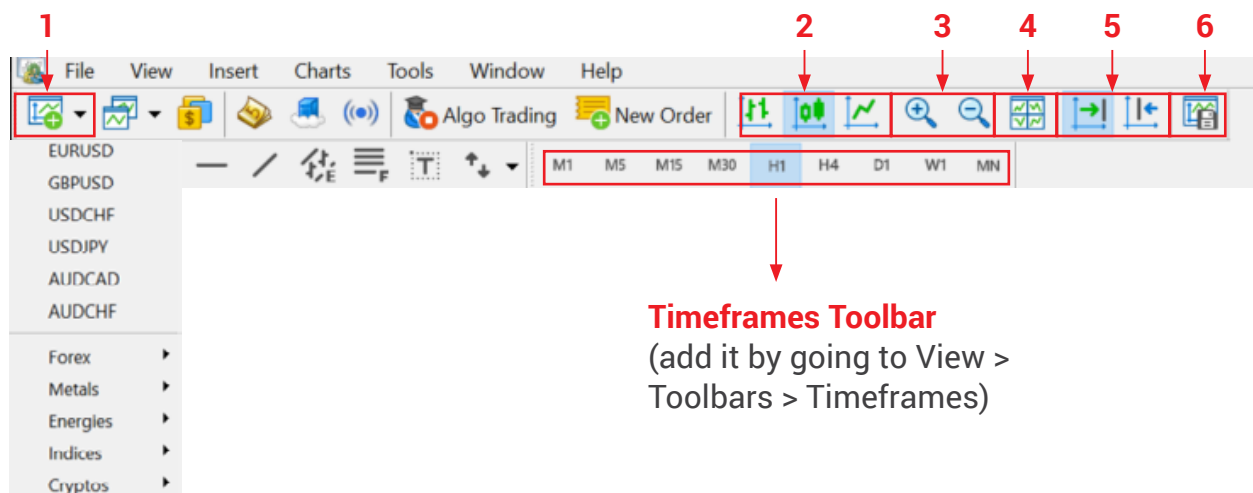 1 2 3 4 5 6
File View Insert Charts Tools Window Help
$ Algo Trading New Order
E F T M1 M5 M15 M30 H1 H4 D1 W1 MN
EURUSD
GBPUSD
USDCHF
USDJPY
AUDCAD
AUDCHF
Forex
Metals
Energies
Indices
Cryptos
Timeframes Toolbar
(add it by going to View >
Toolbars > Timeframes)